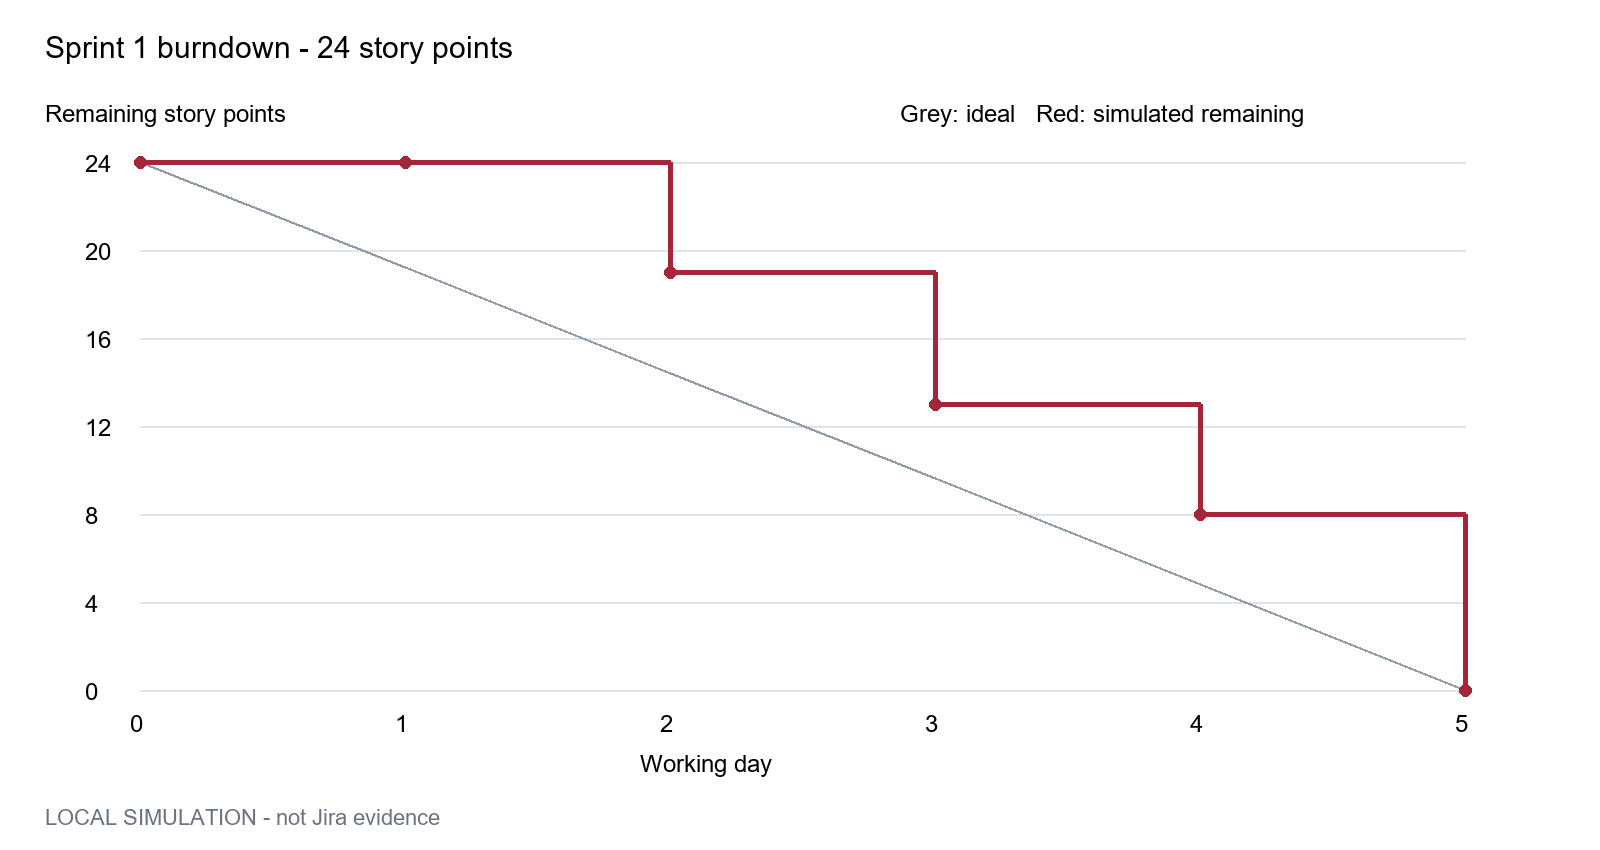 Sprint 1 burndown - 24 story points
Remaining story points
Grey: ideal   Red: simulated remaining
24
20
16
12
8
4
0
0 1 2 3 4 5
Working day
LOCAL SIMULATION - not Jira evidence